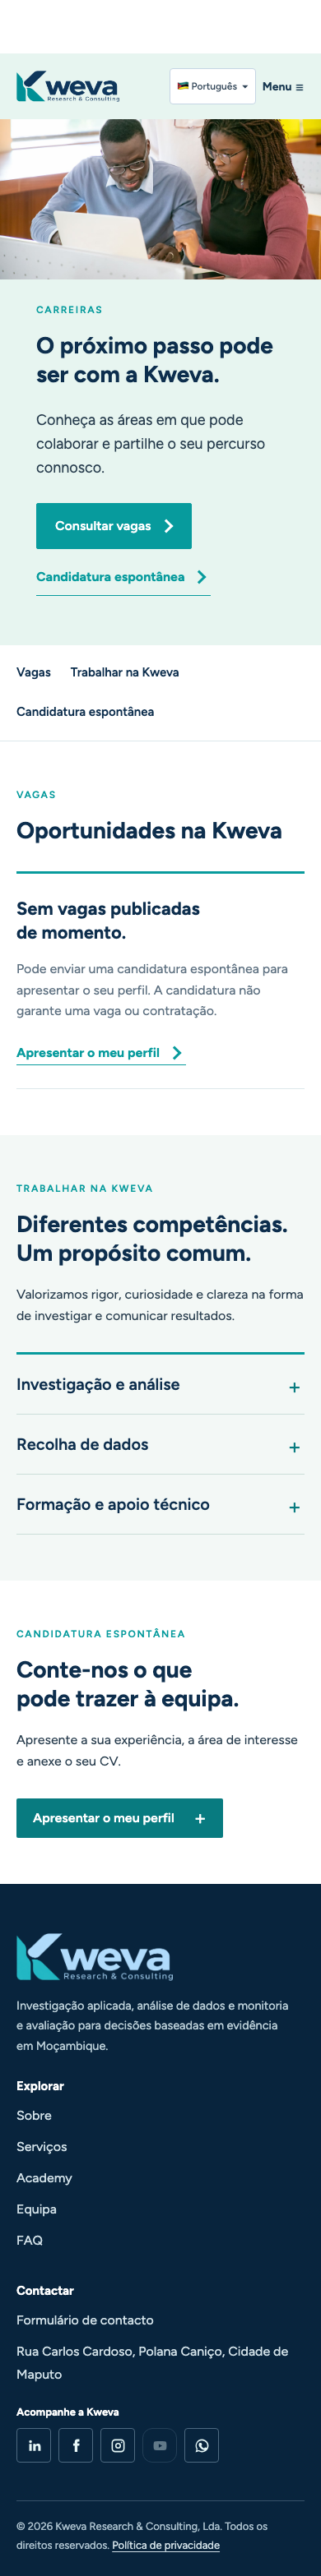 Kweva
Research & Consulting
Português
Menu
CARREIRAS
O próximo passo pode
ser com a Kweva.
Conheça as áreas em que pode
colaborar e partilhe o seu percurso
connosco.
Consultar vagas
Candidatura espontânea
Vagas Trabalhar na Kweva
Candidatura espontânea
VAGAS
Oportunidades na Kweva
Sem vagas publicadas
de momento.
Pode enviar uma candidatura espontânea para
apresentar o seu perfil. A candidatura não
garante uma vaga ou contratação.
Apresentar o meu perfil
TRABALHAR NA KWEVA
Diferentes competências.
Um propósito comum.
Valorizamos rigor, curiosidade e clareza na forma
de investigar e comunicar resultados.
Investigação e análise +
Recolha de dados +
Formação e apoio técnico +
CANDIDATURA ESPONTÂNEA
Conte-nos o que
pode trazer à equipa.
Apresente a sua experiência, a área de interesse
e anexe o seu CV.
Apresentar o meu perfil +
Kweva
Research & Consulting
Investigação aplicada, análise de dados e monitoria
e avaliação para decisões baseadas em evidência
em Moçambique.
Explorar
Sobre
Serviços
Academy
Equipa
FAQ
Contactar
Formulário de contacto
Rua Carlos Cardoso, Polana Caniço, Cidade de
Maputo
Acompanhe a Kweva
© 2026 Kweva Research & Consulting, Lda. Todos os
direitos reservados. Política de privacidade